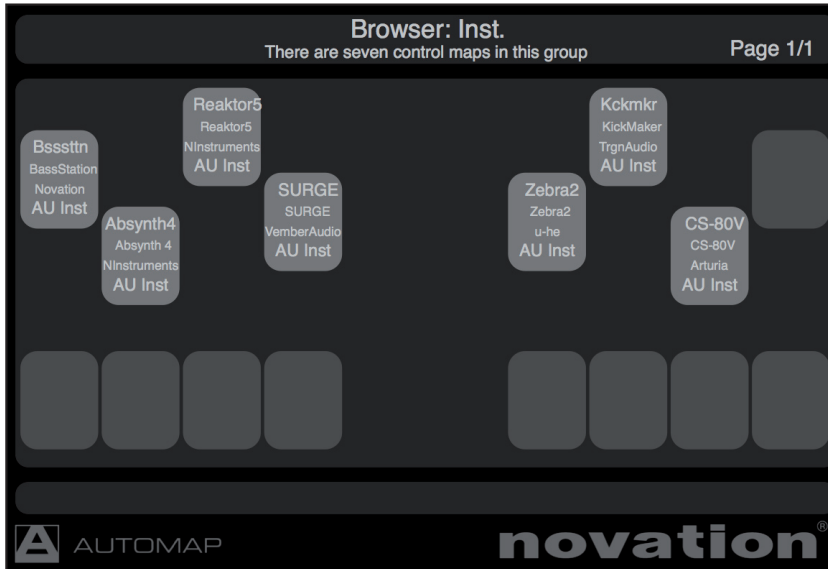 Browser: Inst.
There are seven control maps in this group
Page 1/1
Bsssttn
BassStation
Novation
AU Inst
Absynth4
Absynth 4
NInstruments
AU Inst
Reaktor5
Reaktor5
NInstruments
AU Inst
SURGE
SURGE
VemberAudio
AU Inst
Zebra2
Zebra2
u-he
AU Inst
Kckmkr
KickMaker
TrgnAudio
AU Inst
CS-80V
CS-80V
Arturia
AU Inst
A AUTOMAP
novation®